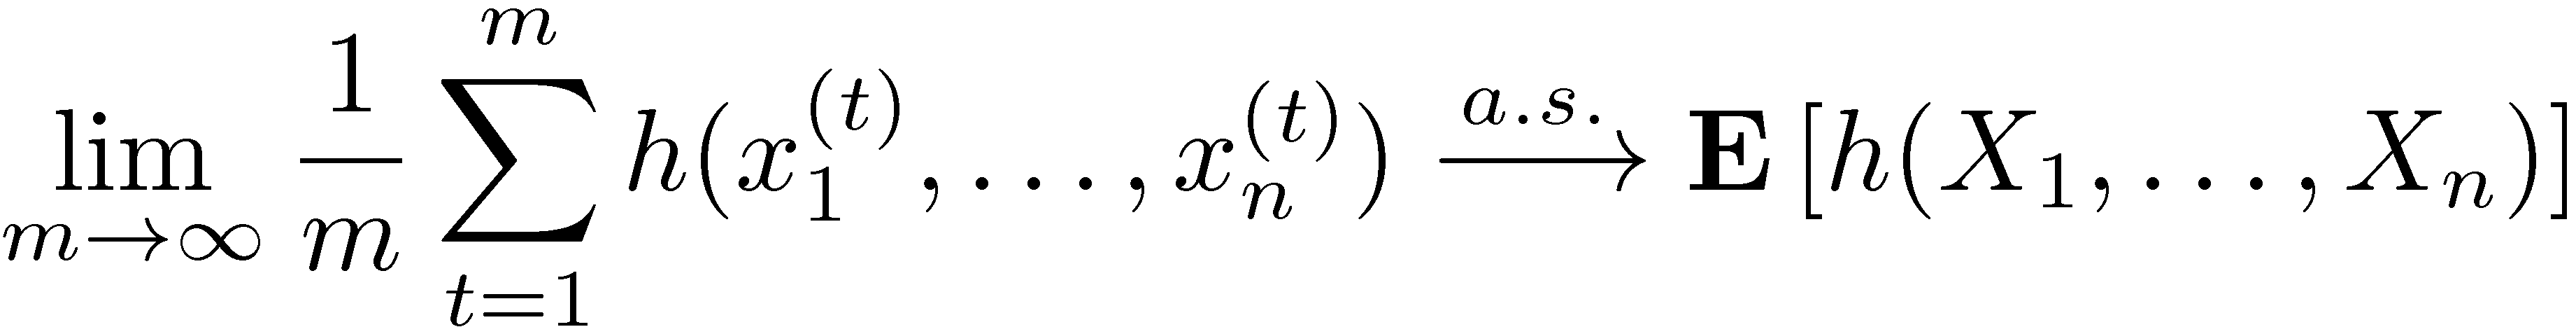 \lim_{m \to \infty} \frac{1}{m} \sum_{t=1}^{m} h(x_1^{(t)}, \ldots, x_n^{(t)}) \xrightarrow{a.s.} \mathbf{E}\left[h(X_1, \ldots, X_n)\right]